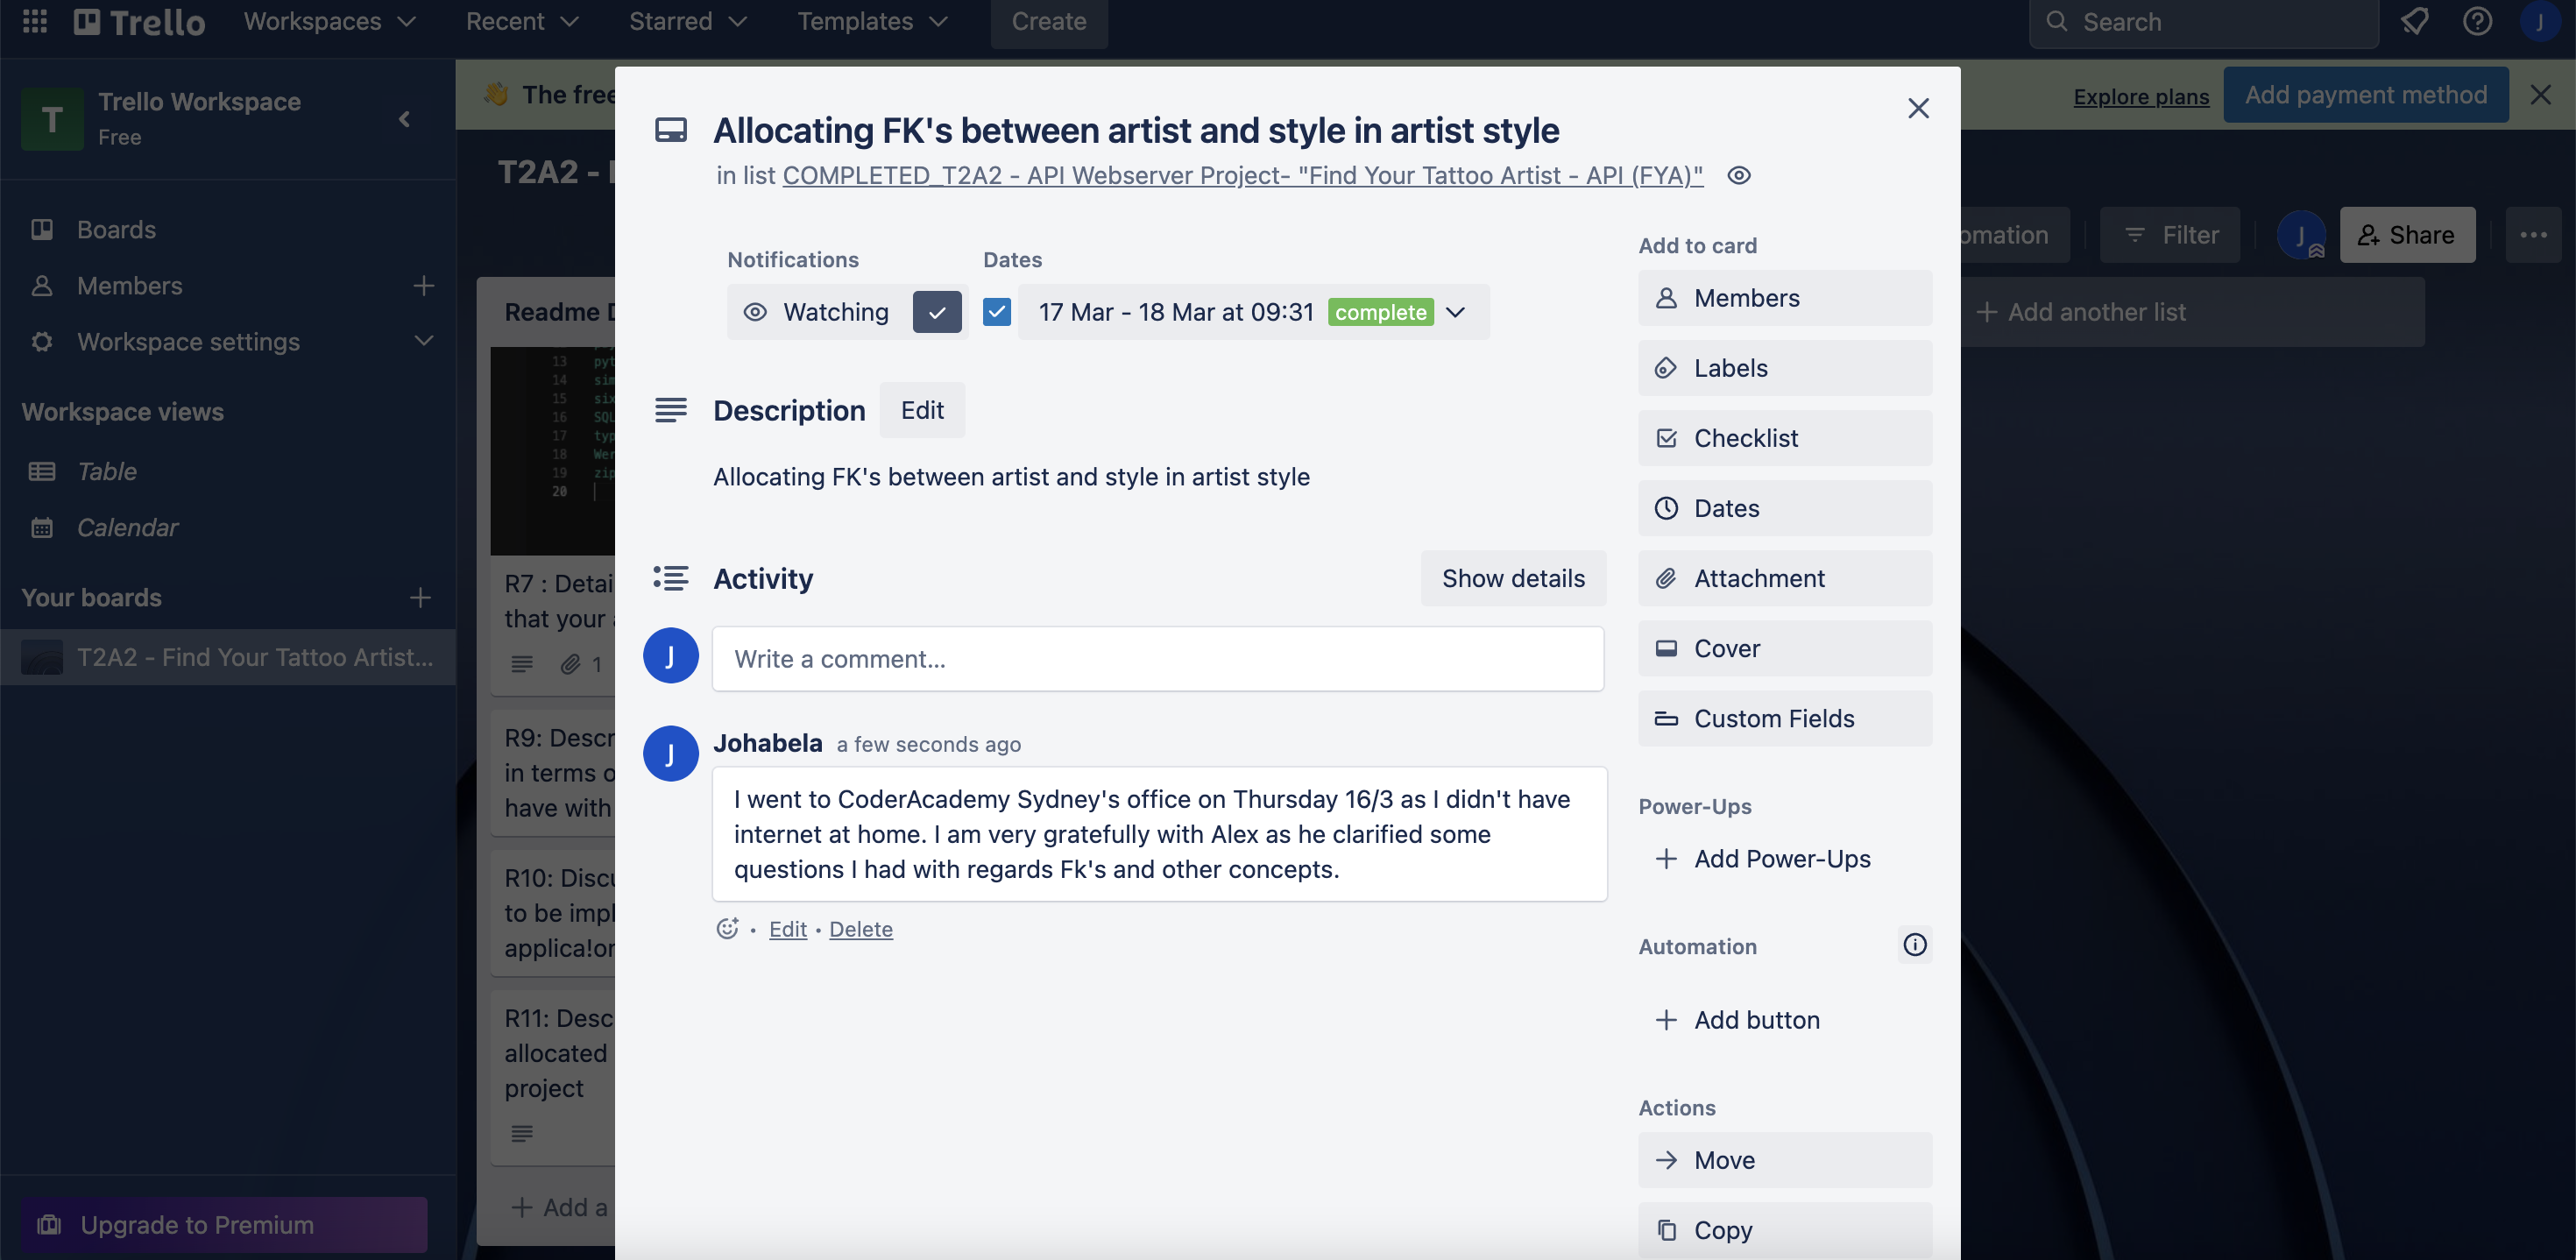 Trello
Workspaces
Recent
Starred
Templates
Create
Search
J
T
Trello Workspace
Free
Boards
Members
Workspace settings
Workspace views
Table
Calendar
Your boards
T2A2 - Find Your Tattoo Artist...
Upgrade to Premium
👋 The free
Explore plans
Add payment method
T2A2 -
Filter
J
Share
Add another list
Readme
13
14
15
16
17
18
19
20
R7 : Detai
that your
1
R9: Descr
in terms o
have with
R10: Discu
to be impl
applica!or
R11: Desc
allocated
project
+ Add a
Allocating FK's between artist and style in artist style
in list COMPLETED_T2A2 - API Webserver Project- "Find Your Tattoo Artist - API (FYA)"
Notifications
Watching
Dates
17 Mar - 18 Mar at 09:31 complete
Description
Edit
Allocating FK's between artist and style in artist style
Activity
Show details
J
Write a comment...
J
Johabela a few seconds ago
I went to CoderAcademy Sydney's office on Thursday 16/3 as I didn't have
internet at home. I am very gratefully with Alex as he clarified some
questions I had with regards Fk's and other concepts.
• Edit • Delete
Add to card
Members
Labels
Checklist
Dates
Attachment
Cover
Custom Fields
Power-Ups
+ Add Power-Ups
Automation
+ Add button
Actions
Move
Copy